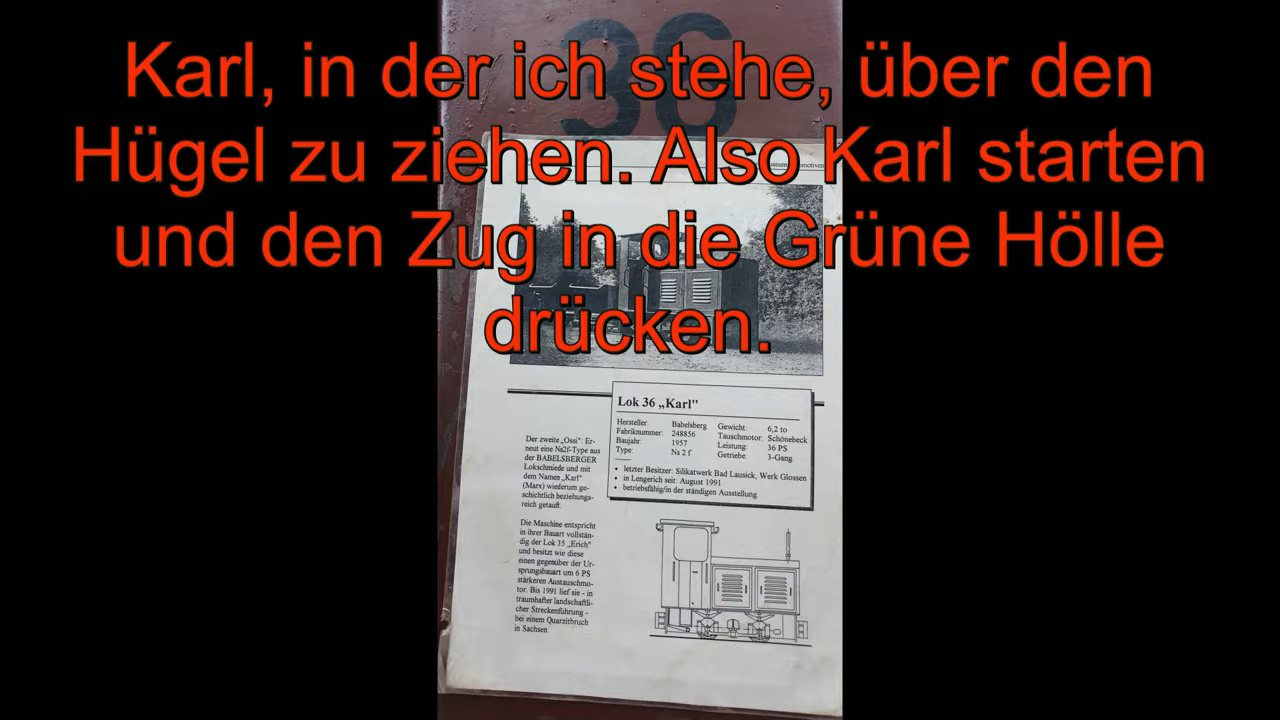 36
Karl, in der ich stehe, über den
Hügel zu ziehen. Also Karl starten
und den Zug in die Grüne Hölle
drücken.
Lok 36 „Karl"
Hersteller: Babelsberg Gewicht: 6,2 to
Fabriknummer: 248856 Tauschmotor: Schönebeck
Baujahr: 1957 Leistung: 36 PS
Type: Ns 2 f Getriebe: 3-Gang
• letzter Besitzer: Silikatwerk Bad Lausick, Werk Glossen
• in Lengerich seit: August 1991
• betriebsfähig/in der ständigen Ausstellung
Der zweite „Ossi": Er-
neut eine Ns2f-Type aus
der BABELSBERGER
Lokschmiede und mit
dem Namen „Karl"
(Marx) wiederum ge-
schichtlich beziehungs-
reich getauft.
Die Maschine entspricht
in ihrer Bauart vollstän-
dig der Lok 35 „Erich"
und besitzt wie diese
einen gegenüber der Ur-
sprungsbauart um 6 PS
stärkeren Austauschmo-
tor. Bis 1991 lief sie - in
traumhafter landschaftli-
cher Streckenführung -
bei einem Quarzitbruch
in Sachsen.